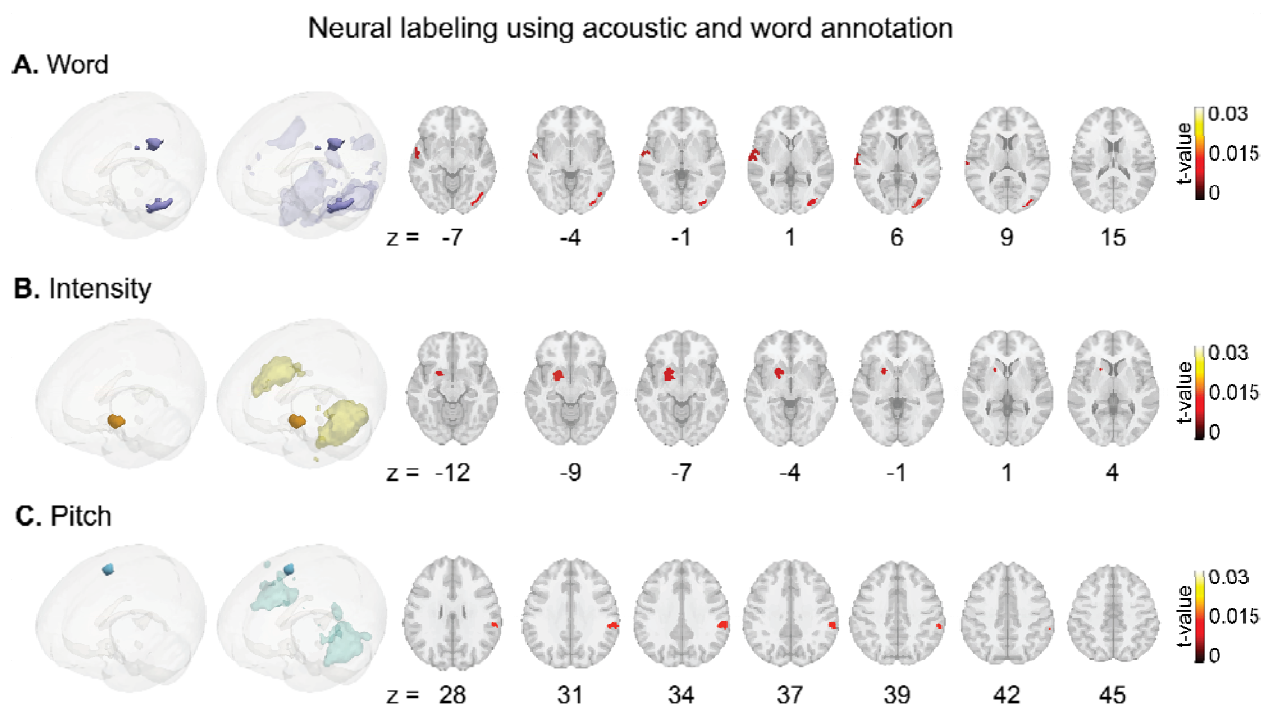 Neural labeling using acoustic and word annotation
A. Word
t-value
0.03
0.015
0
z = -7 -4 -1 1 6 9 15
B. Intensity
t-value
0.03
0.015
0
z = -12 -9 -7 -4 -1 1 4
C. Pitch
t-value
0.03
0.015
0
z = 28 31 34 37 39 42 45